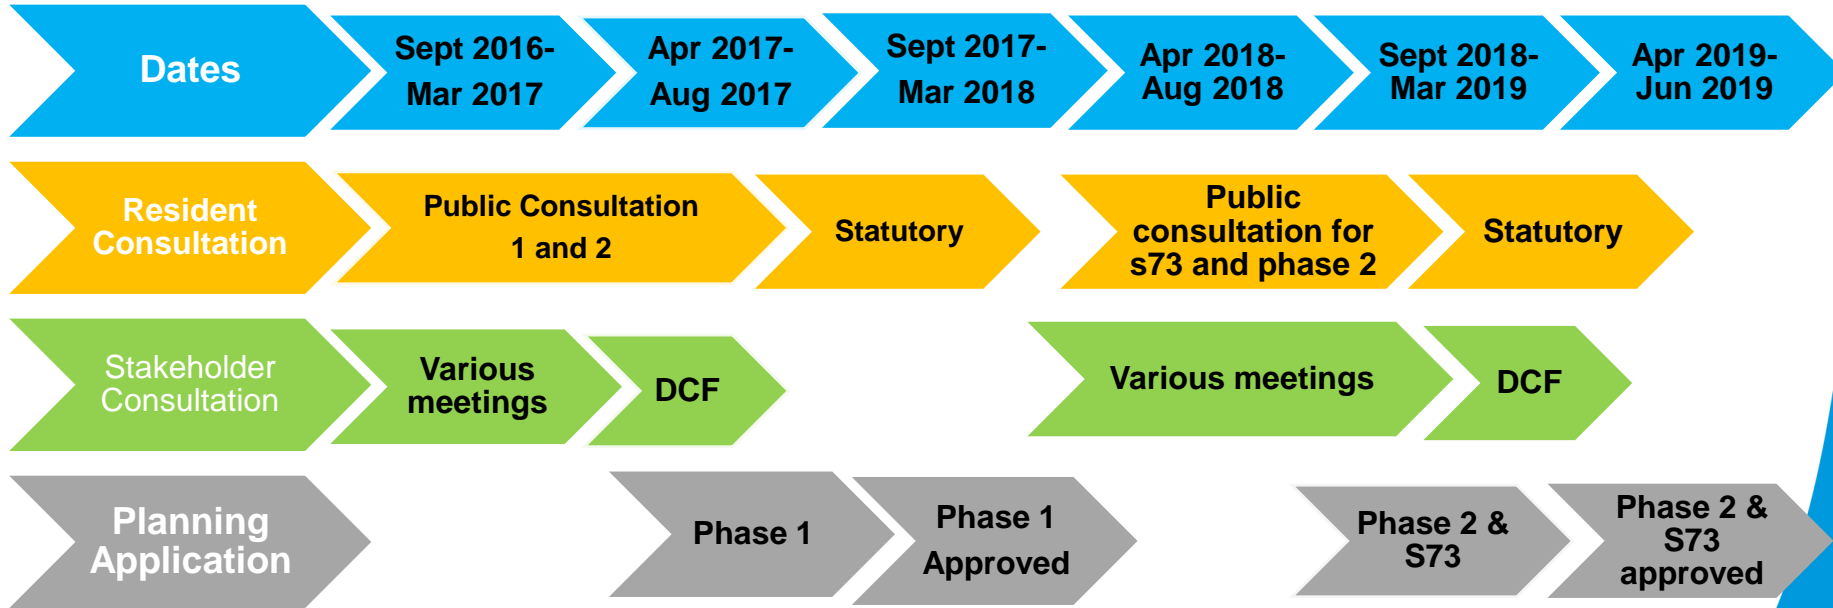 Dates
Sept 2016-
Mar 2017
Apr 2017-
Aug 2017
Sept 2017-
Mar 2018
Apr 2018-
Aug 2018
Sept 2018-
Mar 2019
Apr 2019-
Jun 2019
Resident
Consultation
Public Consultation
1 and 2
Statutory
Public
consultation for
s73 and phase 2
Statutory
Stakeholder
Consultation
Various
meetings
DCF
Various meetings
DCF
Planning
Application
Phase 1
Phase 1
Approved
Phase 2 &
S73
Phase 2 &
S73
approved